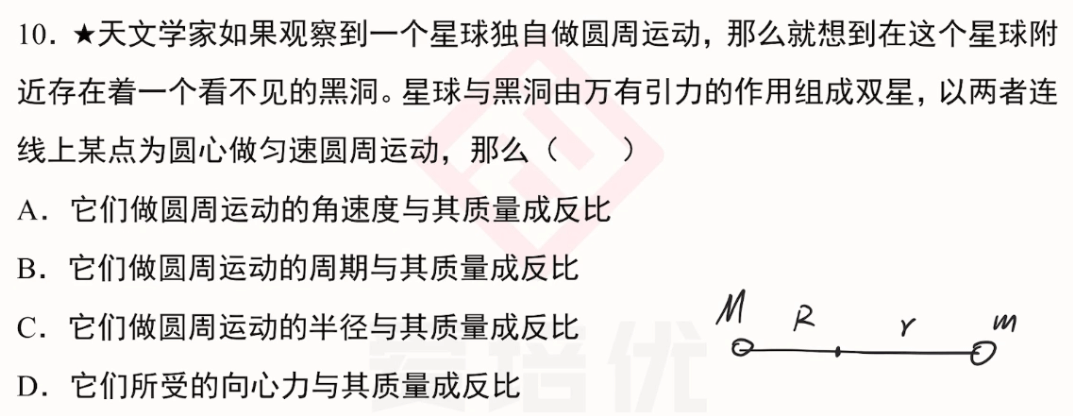 10．★天文学家如果观察到一个星球独自做圆周运动，那么就想到在这个星球附
近存在着一个看不见的黑洞。星球与黑洞由万有引力的作用组成双星，以两者连
线上某点为圆心做匀速圆周运动，那么（　　）
A．它们做圆周运动的角速度与其质量成反比
B．它们做圆周运动的周期与其质量成反比
C．它们做圆周运动的半径与其质量成反比
D．它们所受的向心力与其质量成反比
M R r m
爱培优